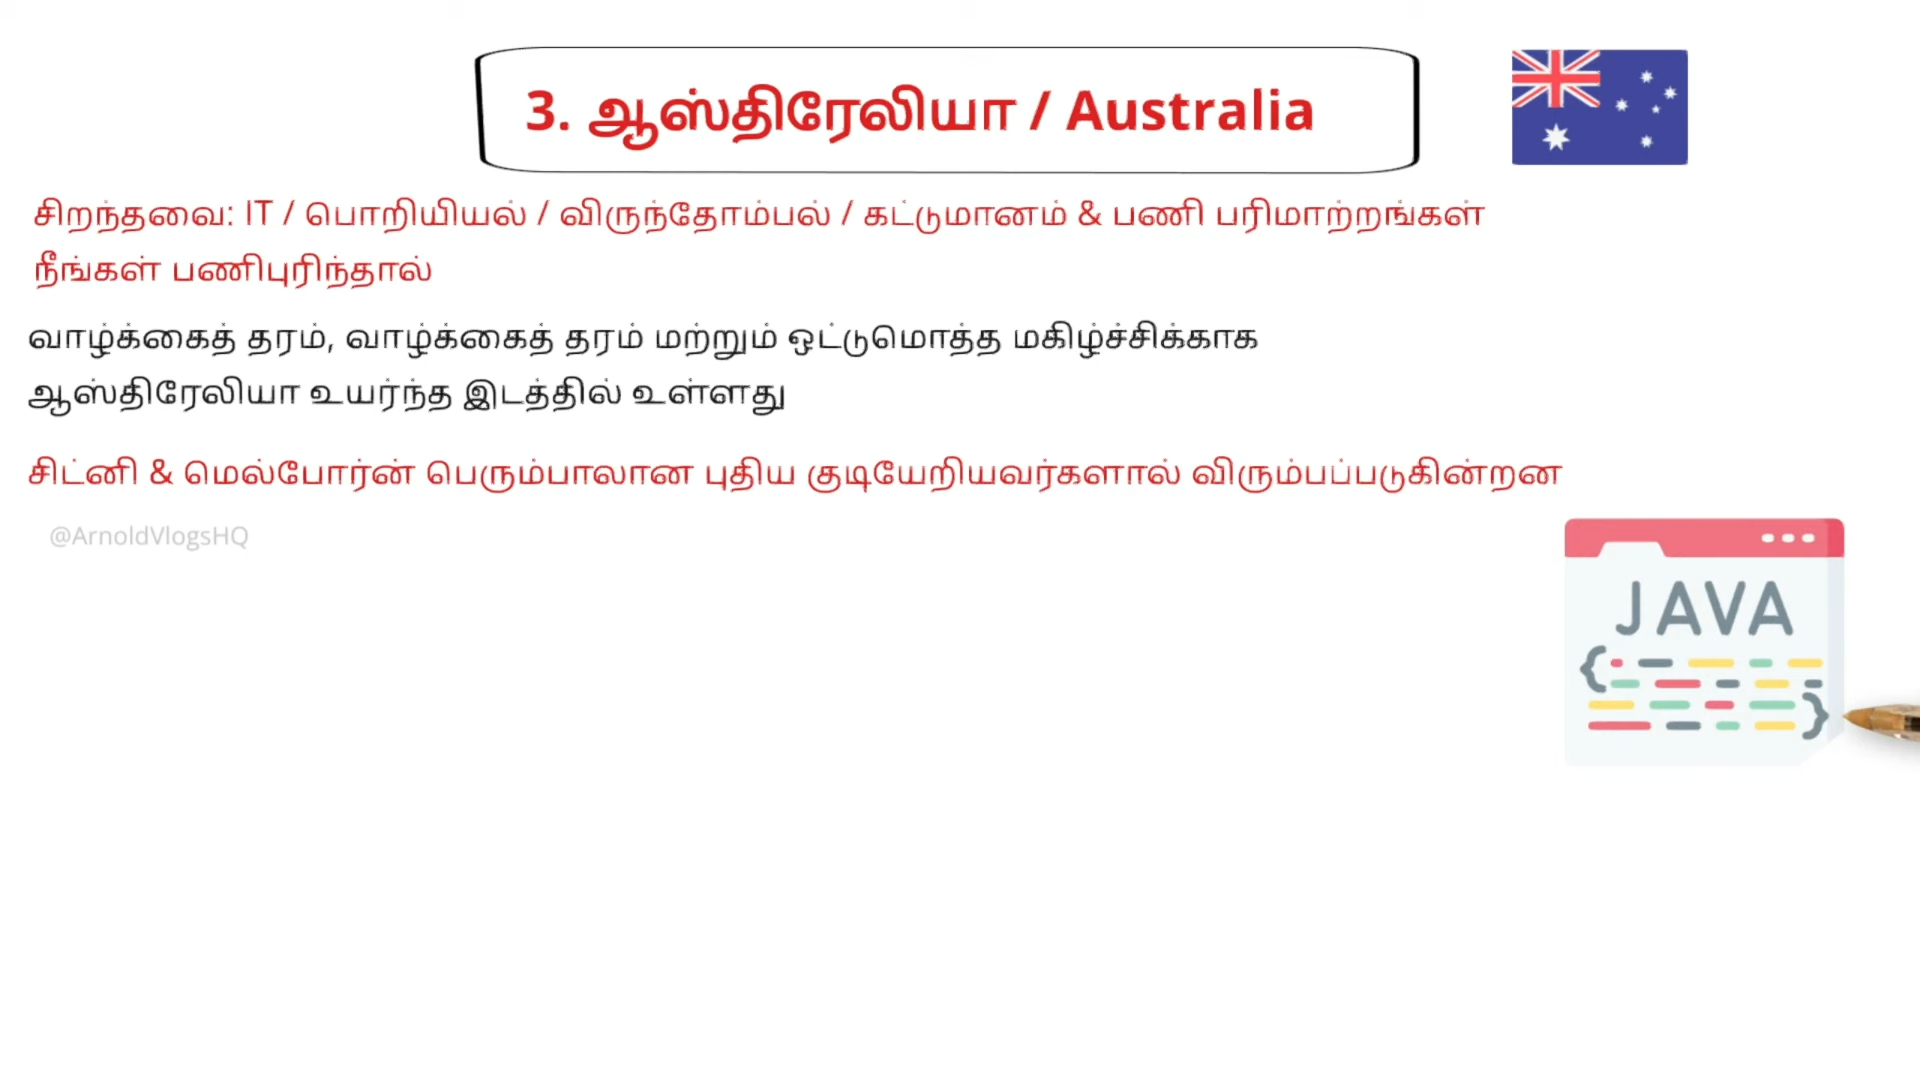 3. ஆஸ்திரேலியா / Australia
சிறந்தவை: IT / பொறியியல் / விருந்தோம்பல் / கட்டுமானம் & பணி பரிமாற்றங்கள்
நீங்கள் பணிபுரிந்தால்
வாழ்க்கைத் தரம், வாழ்க்கைத் தரம் மற்றும் ஒட்டுமொத்த மகிழ்ச்சிக்காக
ஆஸ்திரேலியா உயர்ந்த இடத்தில் உள்ளது
சிட்னி & மெல்போர்ன் பெரும்பாலான புதிய குடியேறியவர்களால் விரும்பப்படுகின்றன
@ArnoldVlogsHQ
JAVA